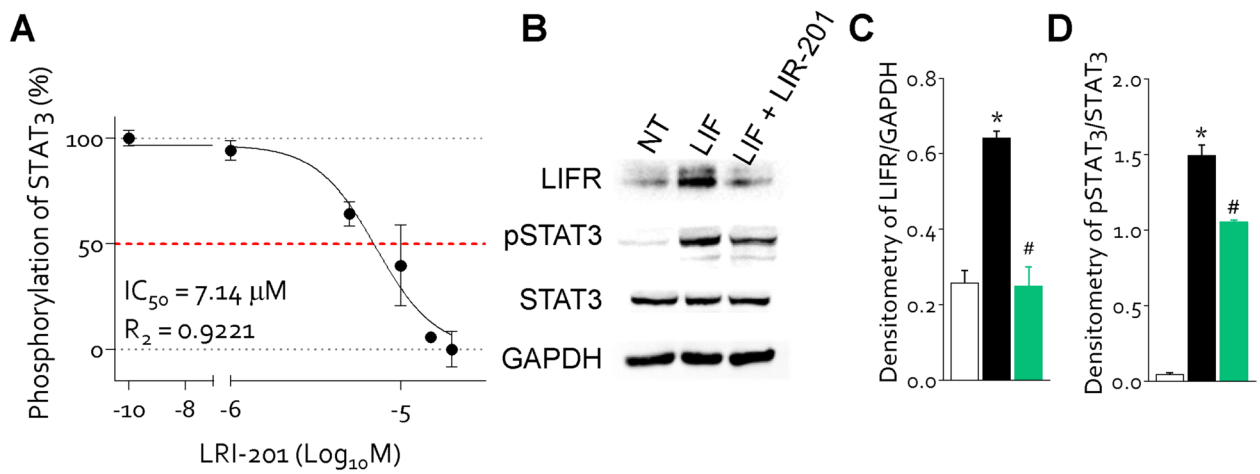 A
Phosphorylation of STAT3 (%)
100
50
0
IC50 = 7.14 µM
R2 = 0.9221
-10
-8
-6
-5
LRI-201 (Log10M)
B
NT
LIF
LIF + LIR-201
LIFR
pSTAT3
STAT3
GAPDH
C
Densitometry of LIFR/GAPDH
0.8
0.6
0.4
0.2
0.0
*
#
D
Densitometry of pSTAT3/STAT3
2.0
1.5
1.0
0.5
0.0
*
#